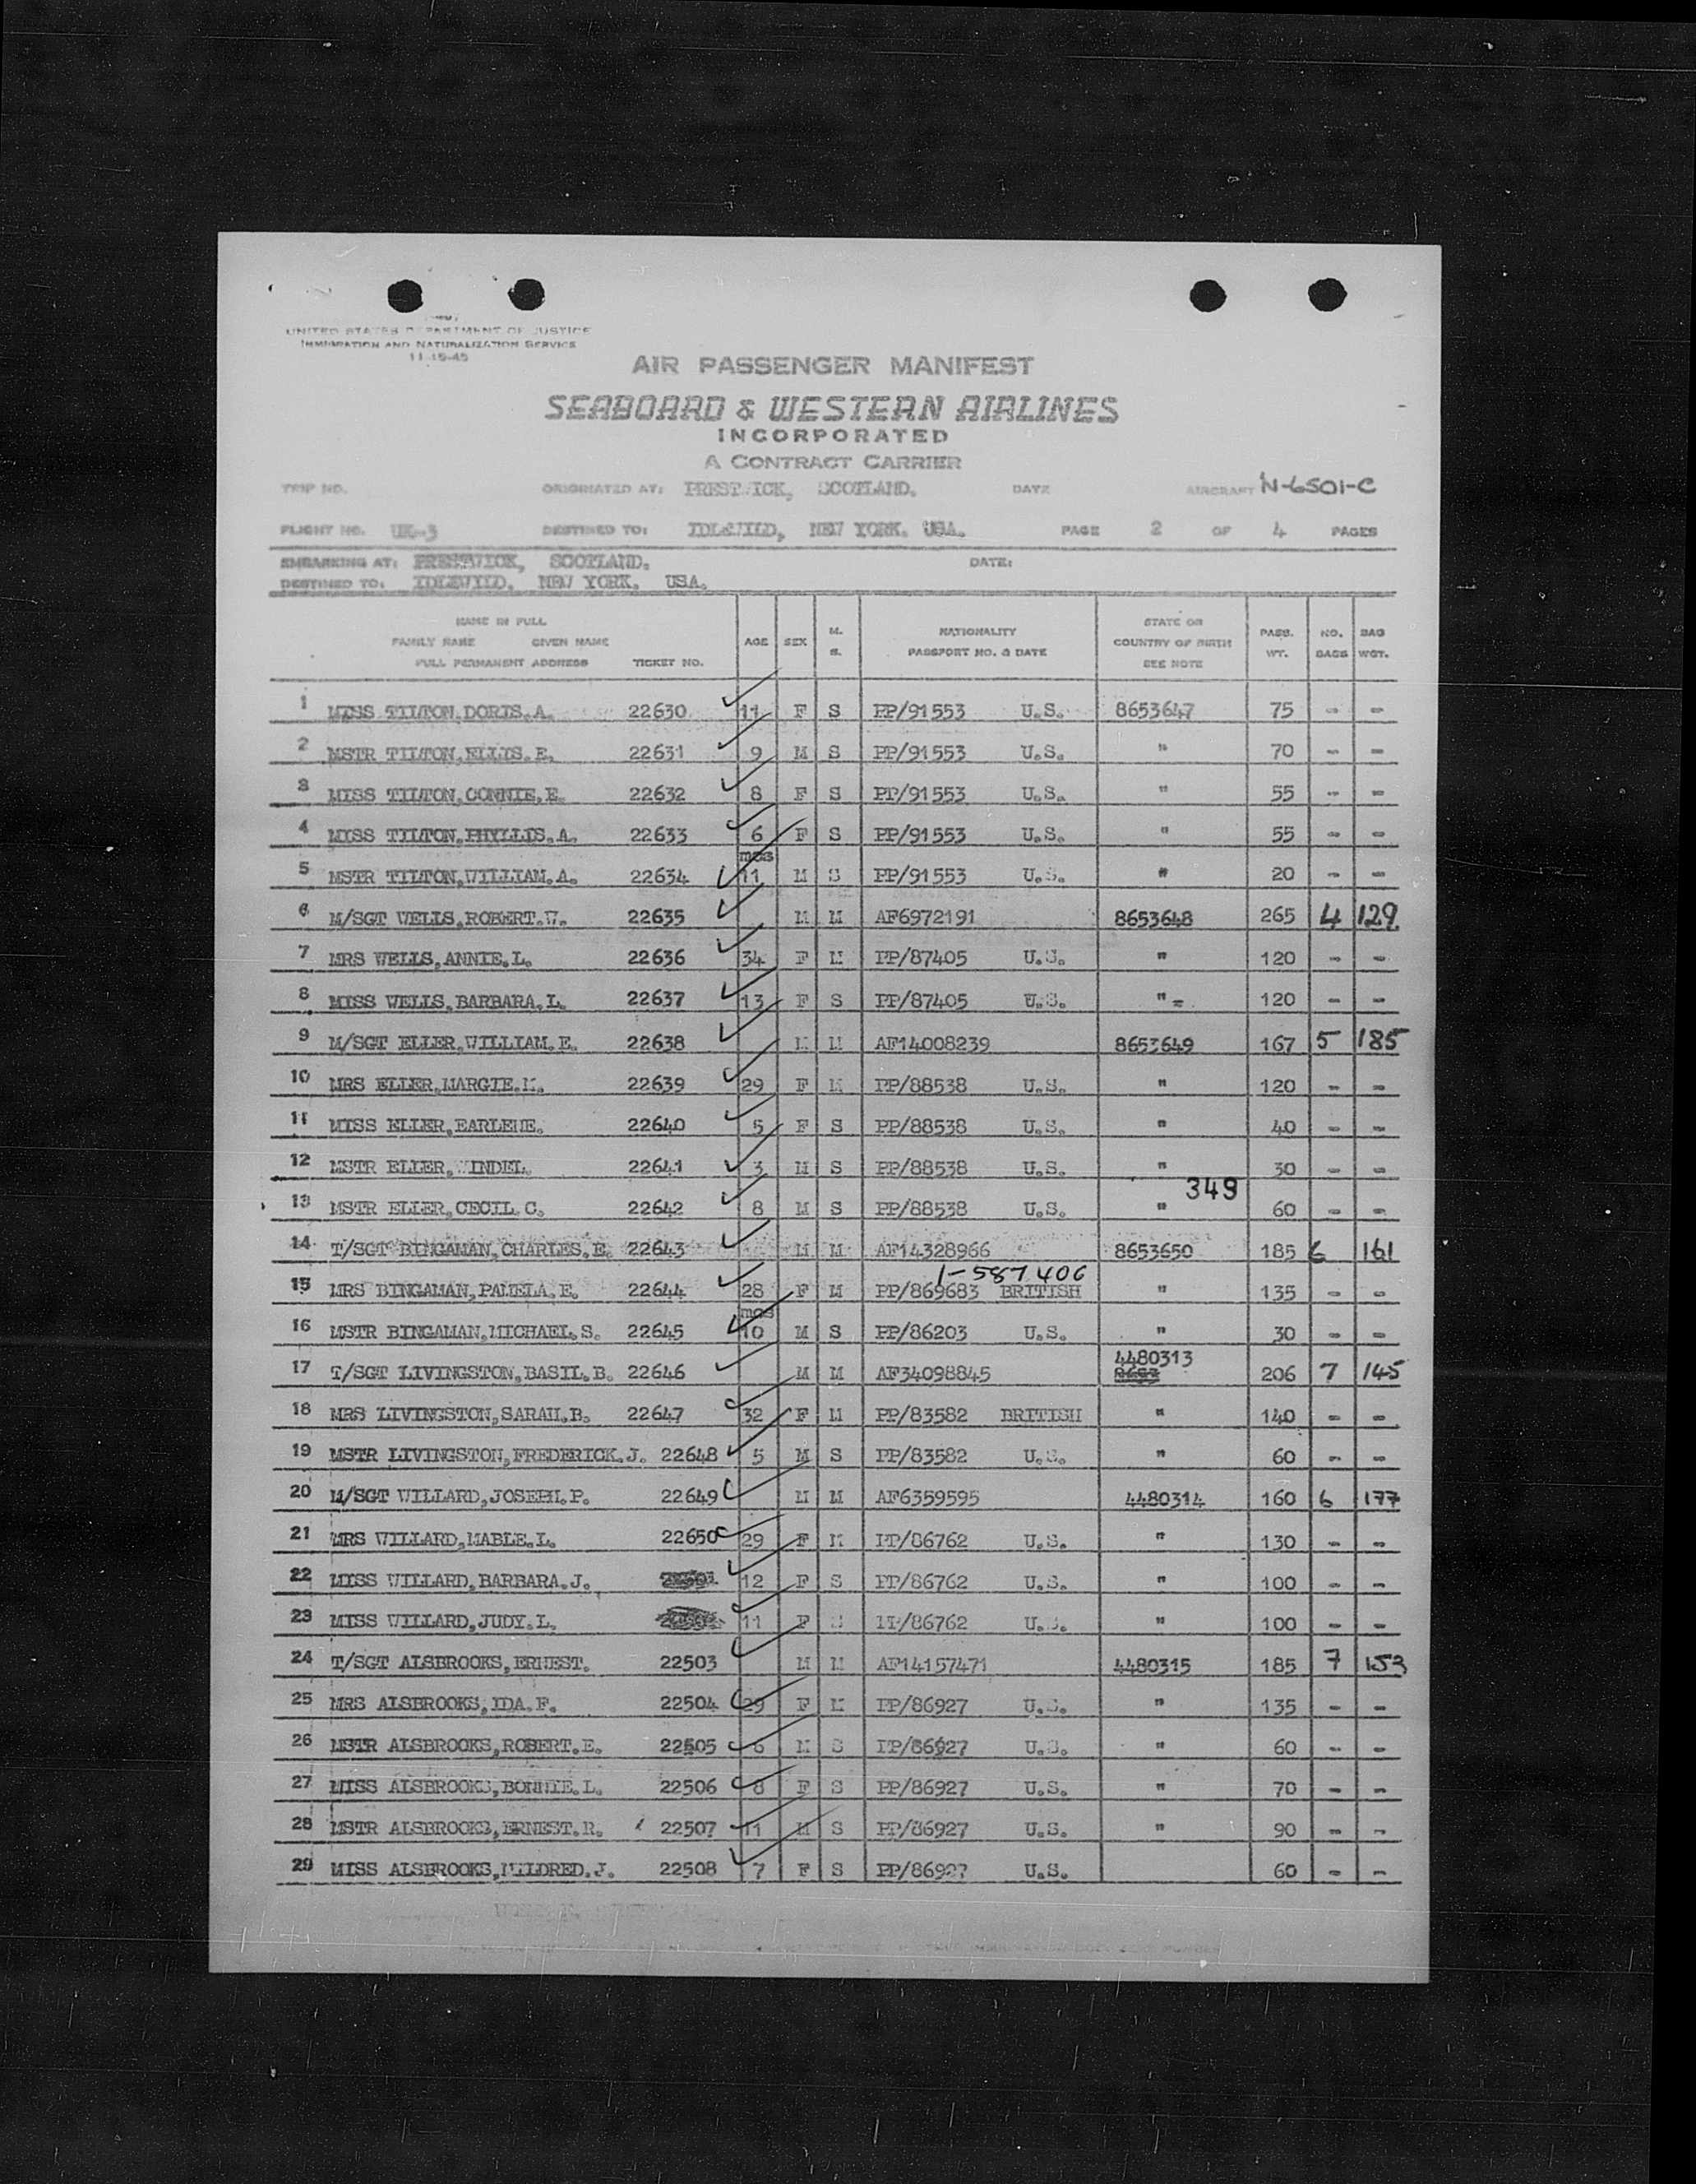 UNITED STATES DEPARTMENT OF JUSTICE
IMMIGRATION AND NATURALIZATION SERVICE
11-15-45
AIR PASSENGER MANIFEST
SEABOARD & WESTERN AIRLINES
INCORPORATED
A CONTRACT CARRIER
TRIP NO. ORIGINATED AT: PRESTWICK, SCOTLAND. DATE AIRCRAFT N-6501-C
FLIGHT NO. UK-3 DESTINED TO: IDLEWILD, NEW YORK. USA. PAGE 2 OF 4 PAGES
EMBARKING AT: PRESTWICK, SCOTLAND. DATE:
DESTINED TO: IDLEWILD, NEW YORK, USA.
NAME IN FULL
FAMILY NAME GIVEN NAME
FULL PERMANENT ADDRESS TICKET NO. AGE SEX M. S. NATIONALITY PASSPORT NO. & DATE STATE OR COUNTRY OF BIRTH SEE NOTE PASS. WT. NO. BAGS BAG WGT.
1 MISS TILTON,DORIS.A. 22630 11 F S PP/91553 U.S. 8653647 75 - -
2 MSTR TILTON,ELLIS.E. 22631 9 M S PP/91553 U.S. " 70 - -
3 MISS TILTON,CONNIE,E. 22632 8 F S PP/91553 U.S. " 55 - -
4 MISS TILTON,PHYLLIS.A. 22633 6 F S PP/91553 U.S. " 55 - -
5 MSTR TILTON,WILLIAM.A. 22634 mos 11 M S PP/91553 U.S. " 20 - -
6 M/SGT WELLS,ROBERT.W. 22635 M M AF6972191 8653648 265 4 129
7 MRS WELLS,ANNIE.L. 22636 34 F M PP/87405 U.S. " 120 - -
8 MISS WELLS,BARBARA.L. 22637 13 F S PP/87405 U.S. " - 120 - -
9 M/SGT ELLER,WILLIAM.E. 22638 M M AF14008239 8653649 167 5 185
10 MRS ELLER,MARGIE.M. 22639 29 F M PP/88538 U.S. " 120 - -
11 MISS ELLER,EARLENE. 22640 5 F S PP/88538 U.S. " 40 - -
12 MSTR ELLER, WINDEL 22641 3 M S PP/88538 U.S. " 30 - -
349
13 MSTR ELLER,CECIL C. 22642 8 M S PP/88538 U.S. " 60 - -
14 T/SGT BINGAMAN,CHARLES,E. 22643 M M AF14328966 8653650 185 6 161
1-587406
15 MRS BINGAMAN,PAMELA.E. 22644 28 F M PP/869683 BRITISH " 135 - -
16 MSTR BINGAMAN,MICHAEL.S. 22645 mos 10 M S PP/86203 U.S. " 30 - -
17 T/SGT LIVINGSTON,BASIL.B. 22646 M M AF34098845 4480313 206 7 145
18 MRS LIVINGSTON,SARAH.B. 22647 32 F M PP/83582 BRITISH " 140 - -
19 MSTR LIVINGSTON,FREDERICK.J. 22648 5 M S PP/83582 U.S. " 60 - -
20 M/SGT WILLARD,JOSEPH.P. 22649 M M AF6359595 4480314 160 6 177
21 MRS WILLARD,MABLE.L. 22650 29 F M PP/86762 U.S. " 130 - -
22 MISS WILLARD,BARBARA.J. 12 F S PP/86762 U.S. " 100 - -
23 MISS WILLARD,JUDY.L. 11 F S PP/86762 U.S. " 100 - -
24 T/SGT ALSBROOKS,ERNEST. 22503 M M AF14157471 4480315 185 7 153
25 MRS ALSBROOKS,IDA.F. 22504 29 F M PP/86927 U.S. " 135 - -
26 MSTR ALSBROOKS,ROBERT.E. 22505 6 M S PP/86927 U.S. " 60 - -
27 MISS ALSBROOKS,BONNIE.L. 22506 8 F S PP/86927 U.S. " 70 - -
28 MSTR ALSBROOKS,ERNEST.R. 22507 11 M S PP/86927 U.S. " 90 - -
29 MISS ALSBROOKS,MILDRED.J. 22508 7 F S PP/86927 U.S. 60 - -